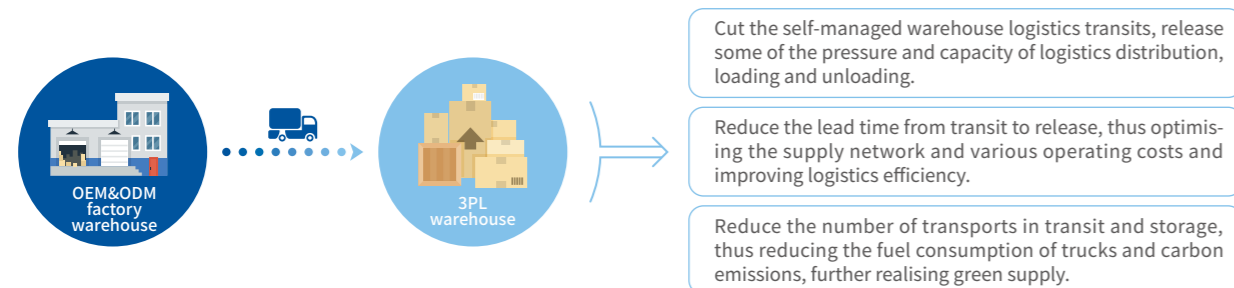 OEM&ODM
factory
warehouse
3PL
warehouse
Cut the self-managed warehouse logistics transits, release
some of the pressure and capacity of logistics distribution,
loading and unloading.
Reduce the lead time from transit to release, thus optimis-
ing the supply network and various operating costs and
improving logistics efficiency.
Reduce the number of transports in transit and storage,
thus reducing the fuel consumption of trucks and carbon
emissions, further realising green supply.